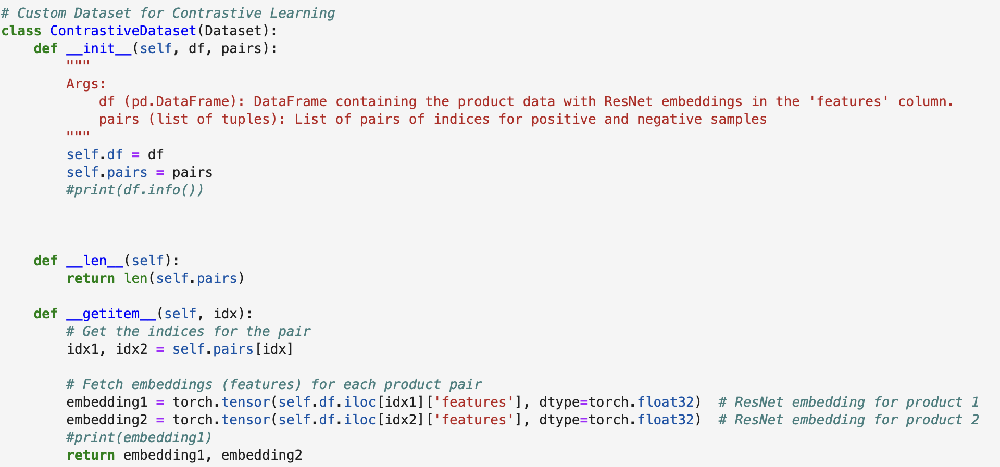 # Custom Dataset for Contrastive Learning
class ContrastiveDataset(Dataset):
    def __init__(self, df, pairs):
        """
        Args:
            df (pd.DataFrame): DataFrame containing the product data with ResNet embeddings in the 'features' column.
            pairs (list of tuples): List of pairs of indices for positive and negative samples
        """
        self.df = df
        self.pairs = pairs
        #print(df.info())
    def __len__(self):
        return len(self.pairs)
    def __getitem__(self, idx):
        # Get the indices for the pair
        idx1, idx2 = self.pairs[idx]
        # Fetch embeddings (features) for each product pair
        embedding1 = torch.tensor(self.df.iloc[idx1]['features'], dtype=torch.float32)  # ResNet embedding for product 1
        embedding2 = torch.tensor(self.df.iloc[idx2]['features'], dtype=torch.float32)  # ResNet embedding for product 2
        #print(embedding1)
        return embedding1, embedding2